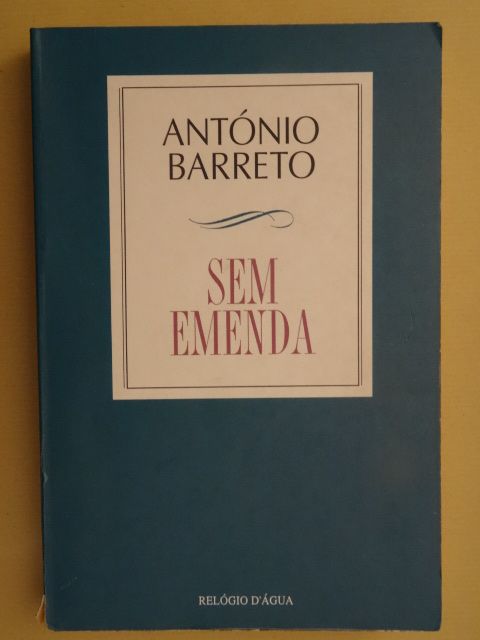 ANTÓNIO
BARRETO
SEM
EMENDA
RELÓGIO D'ÁGUA